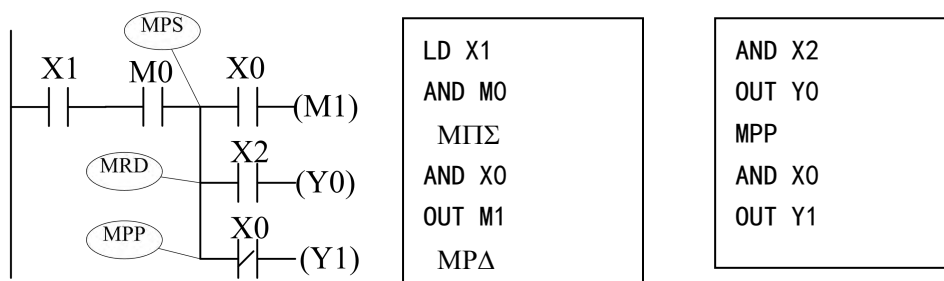 MPS
X1 M0 X0
(M1)
X2
MRD
(Y0)
X0
MPP
(Y1)
LD X1
AND M0
ΜΠΣ
AND X0
OUT M1
ΜΡΔ
AND X2
OUT Y0
MPP
AND X0
OUT Y1